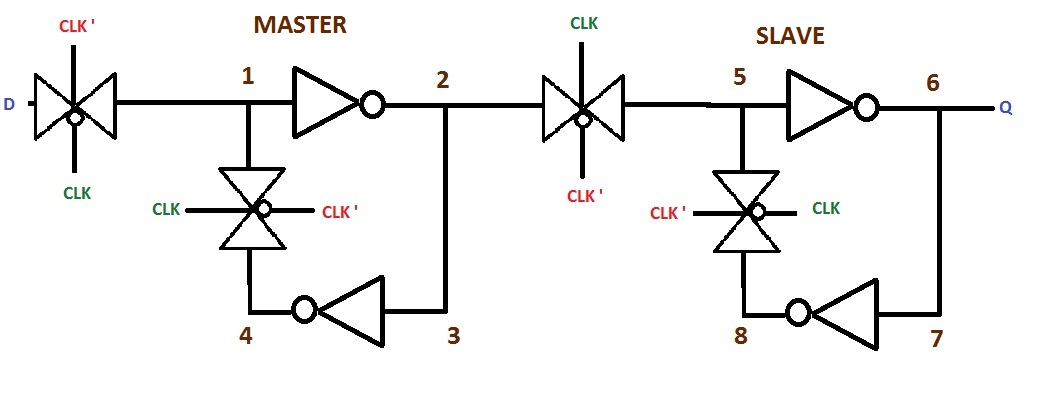 CLK '
MASTER
CLK
SLAVE
D
1
2
5
6
Q
CLK
CLK '
CLK
CLK '
CLK '
CLK
4
3
8
7